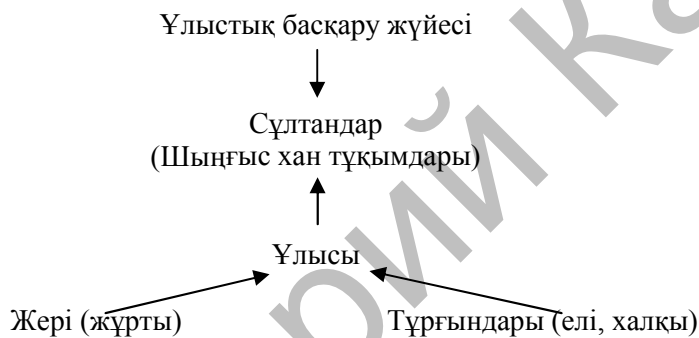 Ұлыстық басқару жүйесі
Сұлтандар
(Шыңғыс хан тұқымдары)
Ұлысы
Жері (жұрты)
Тұрғындары (елі, халқы)